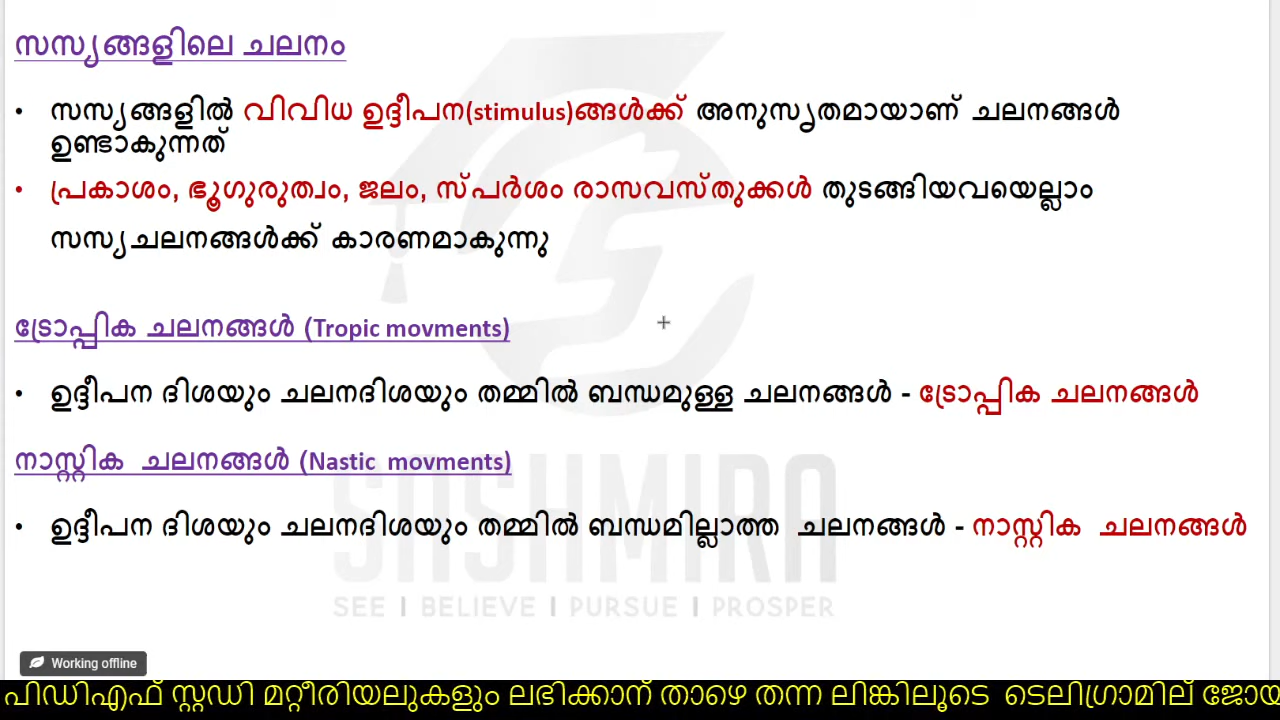 സസ്യങ്ങളിലെ ചലനം
• സസ്യങ്ങളിൽ വിവിധ ഉദ്ദീപന(stimulus)ങ്ങൾക്ക് അനുസൃതമായാണ് ചലനങ്ങൾ
ഉണ്ടാകുന്നത്
• പ്രകാശം, ഭൂഗുരുത്വം, ജലം, സ്പർശം രാസവസ്തുക്കൾ തുടങ്ങിയവയെല്ലാം
സസ്യചലനങ്ങൾക്ക് കാരണമാകുന്നു
ട്രോപ്പിക ചലനങ്ങൾ (Tropic movments)
• ഉദ്ദീപന ദിശയും ചലനദിശയും തമ്മിൽ ബന്ധമുള്ള ചലനങ്ങൾ - ട്രോപ്പിക ചലനങ്ങൾ
നാസ്റ്റിക ചലനങ്ങൾ (Nastic movments)
• ഉദ്ദീപന ദിശയും ചലനദിശയും തമ്മിൽ ബന്ധമില്ലാത്ത ചലനങ്ങൾ - നാസ്റ്റിക ചലനങ്ങൾ
SASHMIRA
SEE | BELIEVE | PURSUE | PROSPER
Working offline
പിഡിഎഫ് സ്റ്റഡി മറ്റീരിയലുകളും ലഭിക്കാന് താഴെ തന്ന ലിങ്കിലൂടെ ടെലിഗ്രാമില് ജോയ